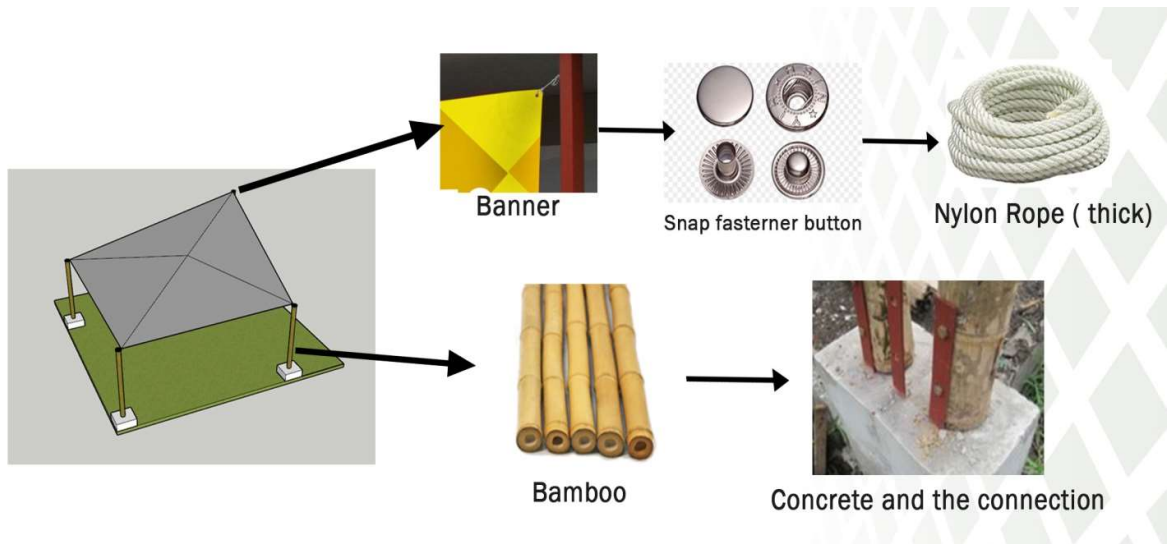 Banner
Snap fasterner button
Nylon Rope ( thick)
Bamboo
Concrete and the connection